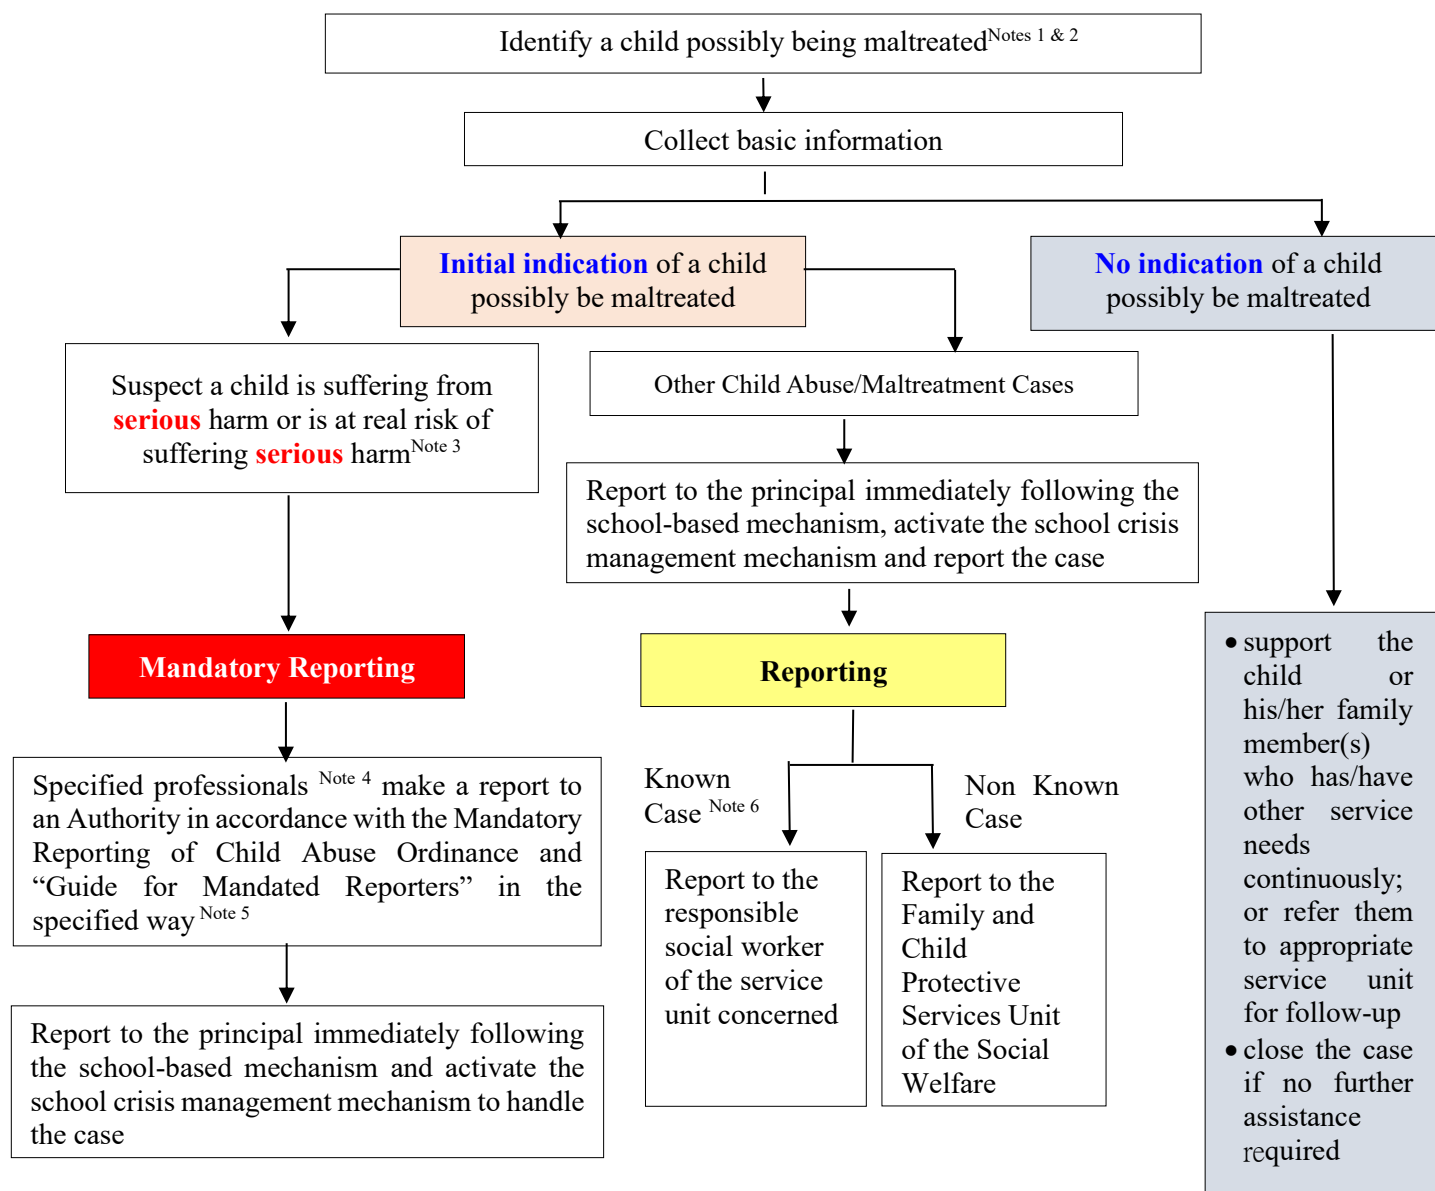 Identify a child possibly being maltreated Notes 1 & 2
Collect basic information
Initial indication of a child
possibly be maltreated
No indication of a child
possibly be maltreated
Suspect a child is suffering from
serious harm or is at real risk of
suffering serious harm Note 3
Other Child Abuse/Maltreatment Cases
Report to the principal immediately following the
school-based mechanism, activate the school crisis
management mechanism and report the case
Mandatory Reporting
Reporting
Specified professionals Note 4 make a report to
an Authority in accordance with the Mandatory
Reporting of Child Abuse Ordinance and
“Guide for Mandated Reporters” in the
specified way Note 5
Report to the principal immediately following
the school-based mechanism and activate the
school crisis management mechanism to handle
the case
Known
Case Note 6
Non Known
Case
Report to the
responsible
social worker
of the service
unit concerned
Report to the
Family and
Child
Protective
Services Unit
of the Social
Welfare
• support the
child or
his/her family
member(s)
who has/have
other service
needs
continuously;
or refer them
to appropriate
service unit
for follow-up
• close the case
if no further
assistance
required